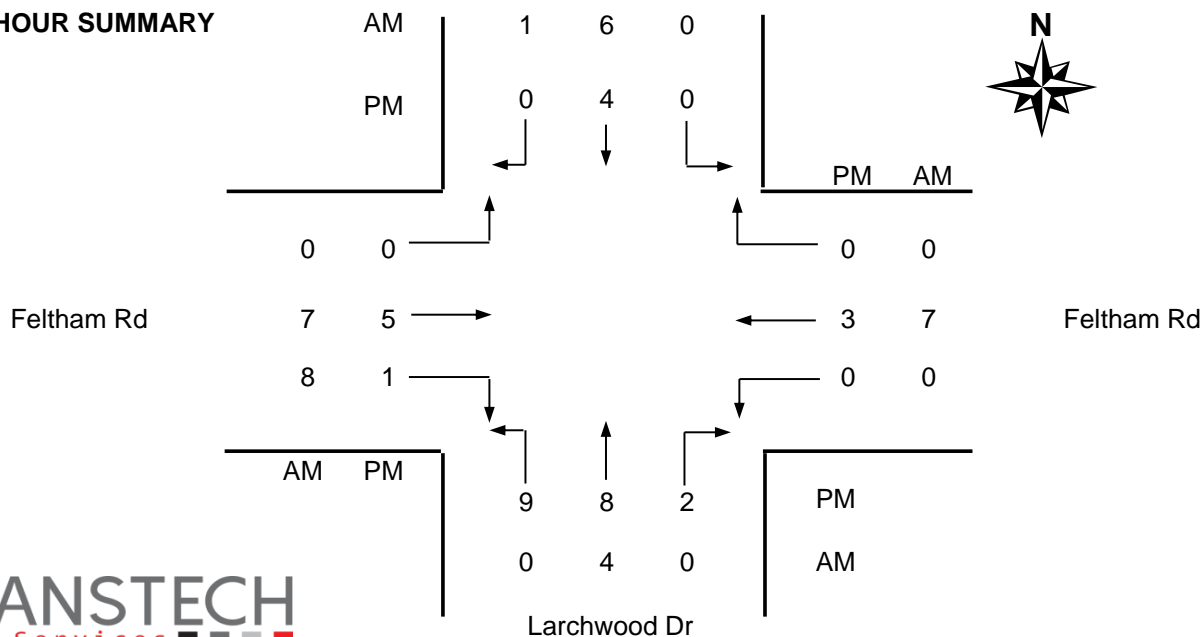 HOUR SUMMARY AM 1 6 0 N
PM 0 4 0
PM AM
0 0 0 0
Feltham Rd 7 5 3 7 Feltham Rd
8 1 0 0
AM PM
9 8 2 PM
0 4 0 AM
ANSTECH
Services
Larchwood Dr